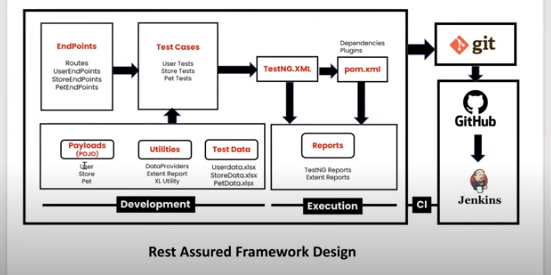 EndPoints
Routes
UserEndPoints
StoreEndPoints
PetEndPoints
Test Cases
User Tests
Store Tests
Pet Tests
TestNG.XML
Dependencies
Plugins
pom.xml
git
GitHub
Jenkins
Payloads
(POJO)
User
Store
Pet
Utilities
DataProviders
Extent Report
XL Utility
Test Data
Userdata.xlsx
StoreData.xlsx
PetData.xlsx
Reports
TestNG Reports
Extent Reports
Development
Execution
CI
Rest Assured Framework Design